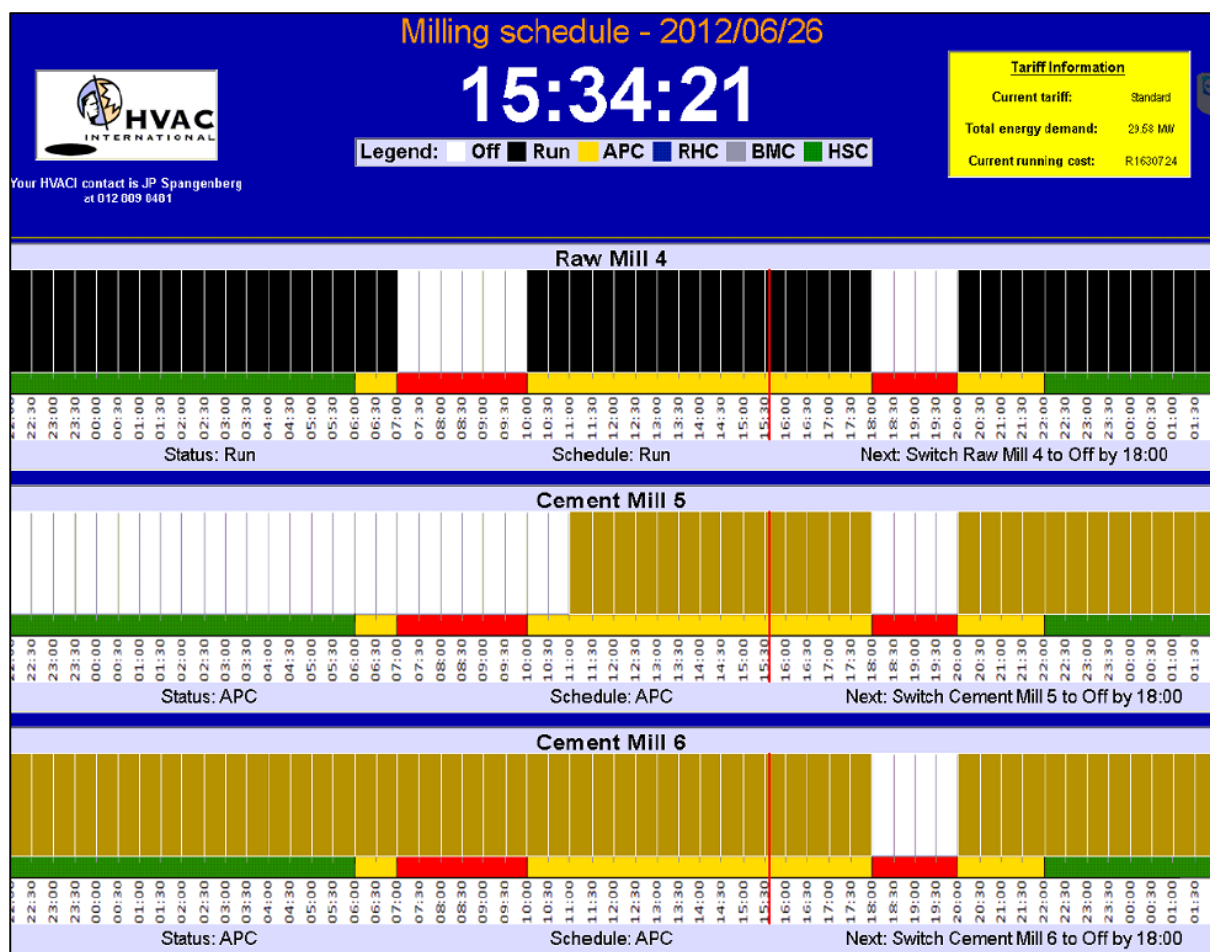 Milling schedule - 2012/06/26
15:34:21
HVAC
INTERNATIONAL
Your HVACI contact is JP Spangenberg
at 012
Legend: Off Run APC RHC BMC HSC
Tariff Information
Current tariff: Standard
Total energy demand: 29.58 MW
Current running cost: R1630724
Raw Mill 4
22:30 23:00 23:30 00:00 00:30 01:00 01:30 02:00 02:30 03:00 03:30 04:00 04:30 05:00 05:30 06:00 06:30 07:00 07:30 08:00 08:30 09:00 09:30 10:00 10:30 11:00 11:30 12:00 12:30 13:00 13:30 14:00 14:30 15:00 15:30 16:00 16:30 17:00 17:30 18:00 18:30 19:00 19:30 20:00 20:30 21:00 21:30 22:00 22:30 23:00 23:30 00:00 00:30 01:00 01:30
Status: Run Schedule: Run Next: Switch Raw Mill 4 to Off by 18:00
Cement Mill 5
22:30 23:00 23:30 00:00 00:30 01:00 01:30 02:00 02:30 03:00 03:30 04:00 04:30 05:00 05:30 06:00 06:30 07:00 07:30 08:00 08:30 09:00 09:30 10:00 10:30 11:00 11:30 12:00 12:30 13:00 13:30 14:00 14:30 15:00 15:30 16:00 16:30 17:00 17:30 18:00 18:30 19:00 19:30 20:00 20:30 21:00 21:30 22:00 22:30 23:00 23:30 00:00 00:30 01:00 01:30
Status: APC Schedule: APC Next: Switch Cement Mill 5 to Off by 18:00
Cement Mill 6
22:30 23:00 23:30 00:00 00:30 01:00 01:30 02:00 02:30 03:00 03:30 04:00 04:30 05:00 05:30 06:00 06:30 07:00 07:30 08:00 08:30 09:00 09:30 10:00 10:30 11:00 11:30 12:00 12:30 13:00 13:30 14:00 14:30 15:00 15:30 16:00 16:30 17:00 17:30 18:00 18:30 19:00 19:30 20:00 20:30 21:00 21:30 22:00 22:30 23:00 23:30 00:00 00:30 01:00 01:30
Status: APC Schedule: APC Next: Switch Cement Mill 6 to Off by 18:00